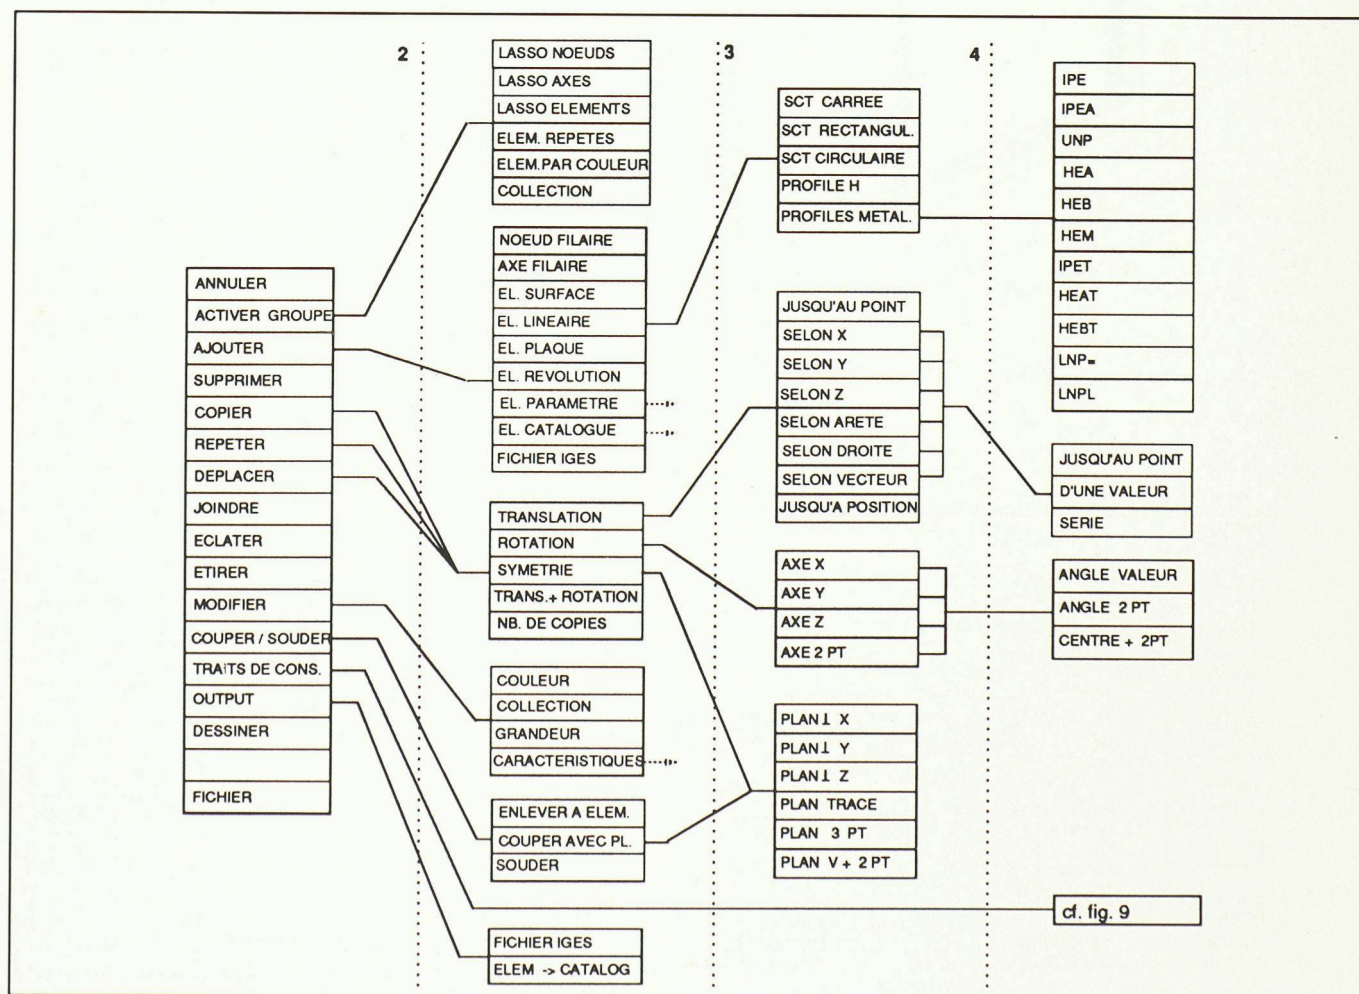 2
3
4
ANNULER
ACTIVER GROUPE
AJOUTER
SUPPRIMER
COPIER
REPETER
DEPLACER
JOINDRE
ECLATER
ETIRER
MODIFIER
COUPER / SOUDER
TRAITS DE CONS.
OUTPUT
DESSINER
FICHIER
LASSO NOEUDS
LASSO AXES
LASSO ELEMENTS
ELEM. REPETES
ELEM.PAR COULEUR
COLLECTION
NOEUD FILAIRE
AXE FILAIRE
EL. SURFACE
EL. LINEAIRE
EL. PLAQUE
EL. REVOLUTION
EL. PARAMETRE
EL. CATALOGUE
FICHIER IGES
TRANSLATION
ROTATION
SYMETRIE
TRANS.+ ROTATION
NB. DE COPIES
COULEUR
COLLECTION
GRANDEUR
CARACTERISTIQUES
ENLEVER A ELEM.
COUPER AVEC PL.
SOUDER
FICHIER IGES
ELEM -> CATALOG
SCT CARREE
SCT RECTANGUL.
SCT CIRCULAIRE
PROFILE H
PROFILES METAL.
JUSQU'AU POINT
SELON X
SELON Y
SELON Z
SELON ARETE
SELON DROITE
SELON VECTEUR
JUSQU'A POSITION
AXE X
AXE Y
AXE Z
AXE 2 PT
PLAN ⊥ X
PLAN ⊥ Y
PLAN ⊥ Z
PLAN TRACE
PLAN 3 PT
PLAN V + 2 PT
IPE
IPEA
UNP
HEA
HEB
HEM
IPET
HEAT
HEBT
LNP=
LNPL
JUSQU'AU POINT
D'UNE VALEUR
SERIE
ANGLE VALEUR
ANGLE 2 PT
CENTRE + 2PT
cf. fig. 9